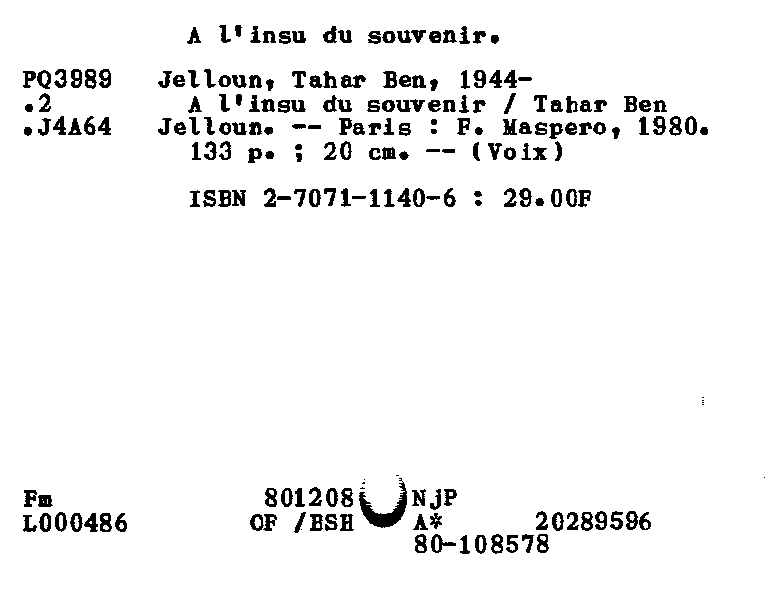 A l'insu du souvenir.
PQ3989 Jelloun, Tahar Ben, 1944-
.2 A l'insu du souvenir / Tahar Ben
.J4A64 Jelloun. -- Paris : F. Maspero, 1980.
133 p. ; 20 cm. -- (Voix)
ISBN 2-7071-1140-6 : 29.00F
Fm 801208 NjP
L000486 OF /BSH A* 20289596
80-108578